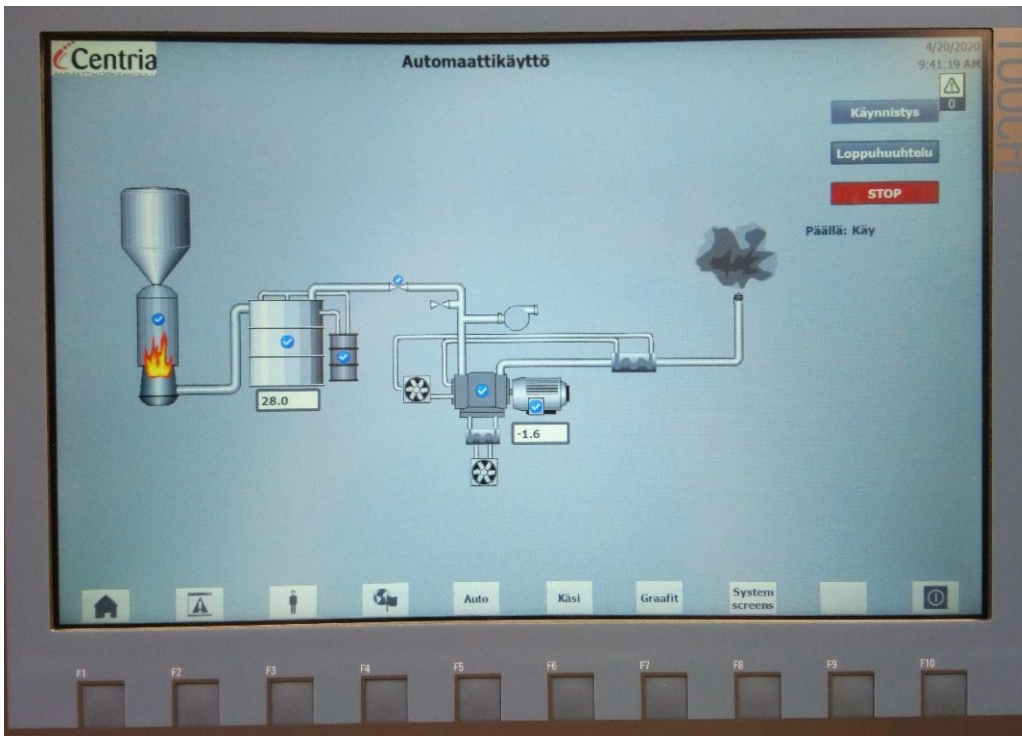 Centria
Automaattikäyttö
4/20/2020
9:41:19 AM
TOUCH
0
Käynnistys
Loppuhuuhtelu
STOP
Päällä: Käy
28.0
-1.6
Auto
Käsi
Graafit
System
screens
F1
F2
F3
F4
F5
F6
F7
F8
F9
F10